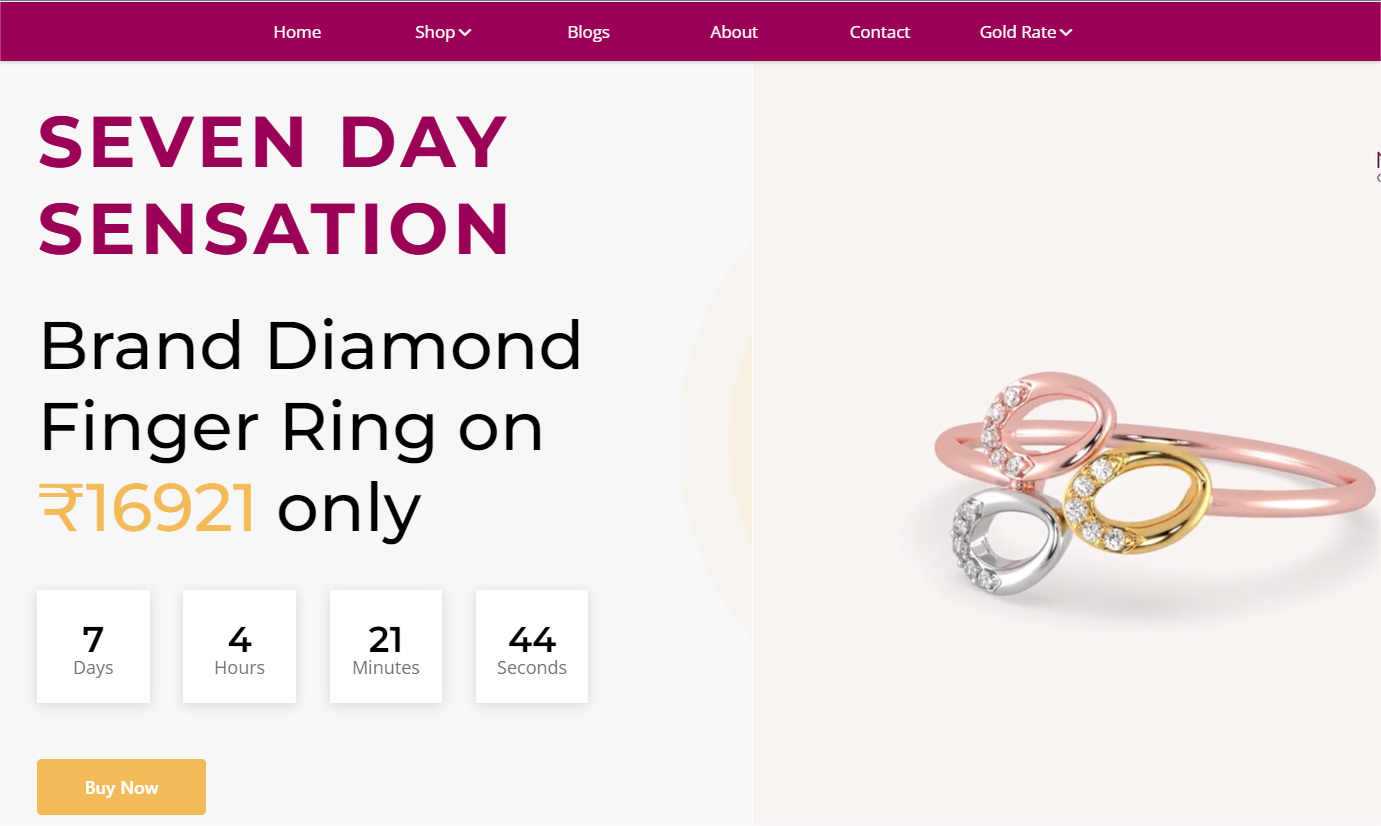 Home Shop Blogs About Contact Gold Rate
SEVEN DAY
SENSATION
Brand Diamond
Finger Ring on
₹16921 only
7 4 21 44
Days Hours Minutes Seconds
Buy Now